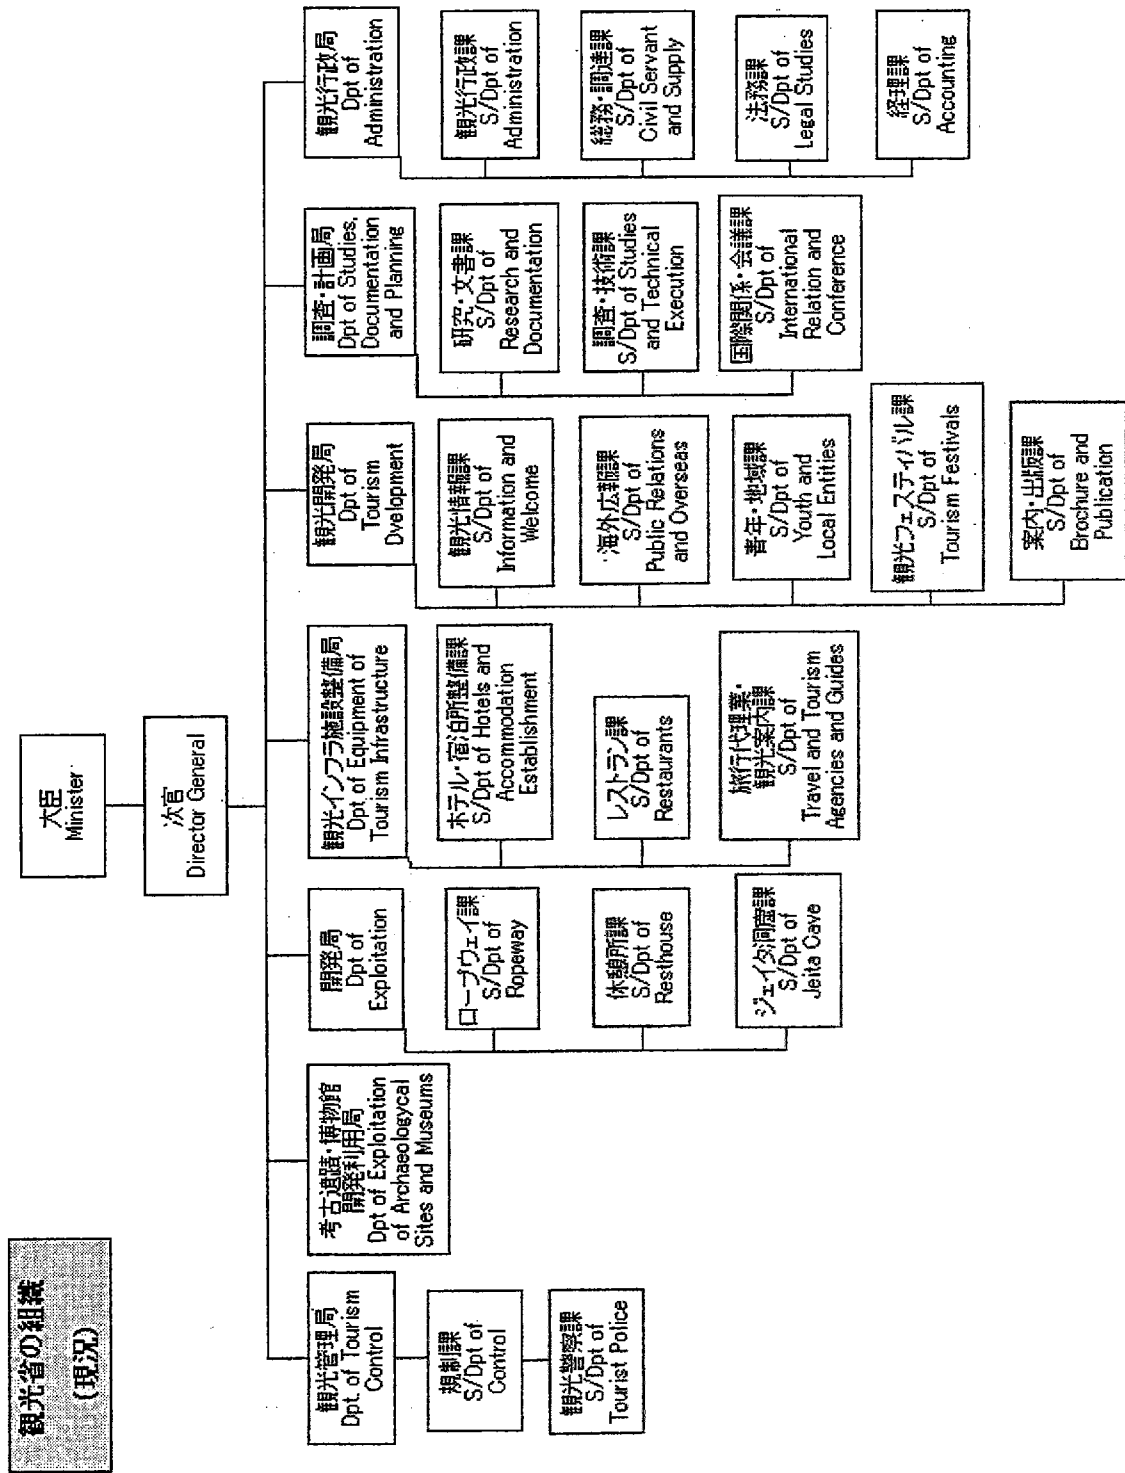 観光省の組織
(現況)
大臣
Minister
次官
Director General
観光管理局
Dpt of Tourism
Control
規制課
S/Dpt of
Control
観光警察課
S/Dpt of
Tourist Police
考古遺蹟・博物館
開発利用局
Dpt of Exploitation
of Archaeologycal
Sites and Museums
開発局
Dpt of
Exploitation
ロープウェイ課
S/Dpt of
Ropeway
休憩所課
S/Dpt of
Resthouse
ジェイタ洞窟課
S/Dpt of
Jeita Cave
観光インフラ施設整備局
Dpt of Equipment of
Tourism Infrastructure
ホテル・宿泊所整備課
S/Dpt of Hotels and
Accommodation
Establishment
レストラン課
S/Dpt of
Restaurants
旅行代理業・
観光案内課
S/Dpt of
Travel and Tourism
Agencies and Guides
観光開発局
Dpt of
Tourism
Dvelopment
観光情報課
S/Dpt of
Information and
Welcome
海外広報課
S/Dpt of
Public Relations
and Overseas
青年・地域課
S/Dpt of
Youth and
Local Entities
観光フェスティバル課
S/Dpt of
Tourism Festivals
案内・出版課
S/Dpt of
Brochure and
Publication
調査・計画局
Dpt of Studies,
Documentation
and Planning
研究・文書課
S/Dpt of
Research and
Documentation
調査・技術課
S/Dpt of Studies
and Technical
Execution
国際関係・会議課
S/Dpt of
International
Relation and
Conference
観光行政局
Dpt of
Administration
観光行政課
S/Dpt of
Administration
総務・調達課
S/Dpt of
Civil Servant
and Supply
法務課
S/Dpt of
Legal Studies
経理課
S/Dpt of
Accounting